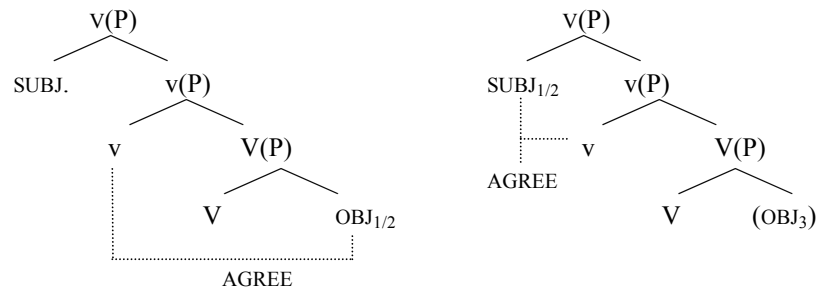 v(P) v(P)
SUBJ. v(P) SUBJ1/2 v(P)
v V(P) v V(P)
AGREE
V OBJ1/2 V (OBJ3)
AGREE